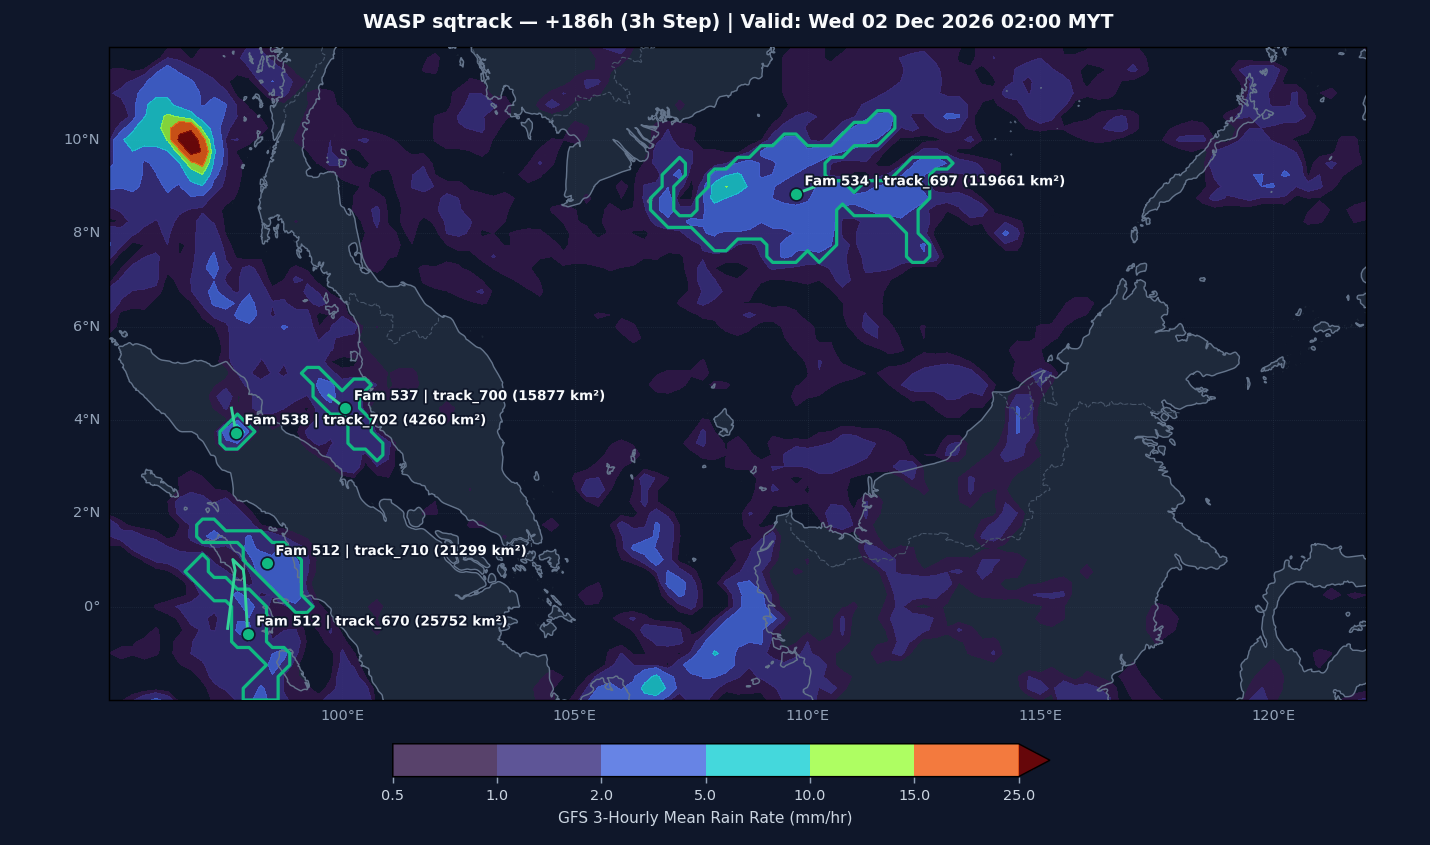 WASP sqtrack — +186h (3h Step) | Valid: Wed 02 Dec 2026 02:00 MYT
10°N
8°N
6°N
4°N
2°N
0°
Fam 534 | track_697 (119661 km²)
Fam 537 | track_700 (15877 km²)
Fam 538 | track_702 (4260 km²)
Fam 512 | track_710 (21299 km²)
Fam 512 | track_670 (25752 km²)
100°E 105°E 110°E 115°E 120°E
0.5 1.0 2.0 5.0 10.0 15.0 25.0
GFS 3-Hourly Mean Rain Rate (mm/hr)